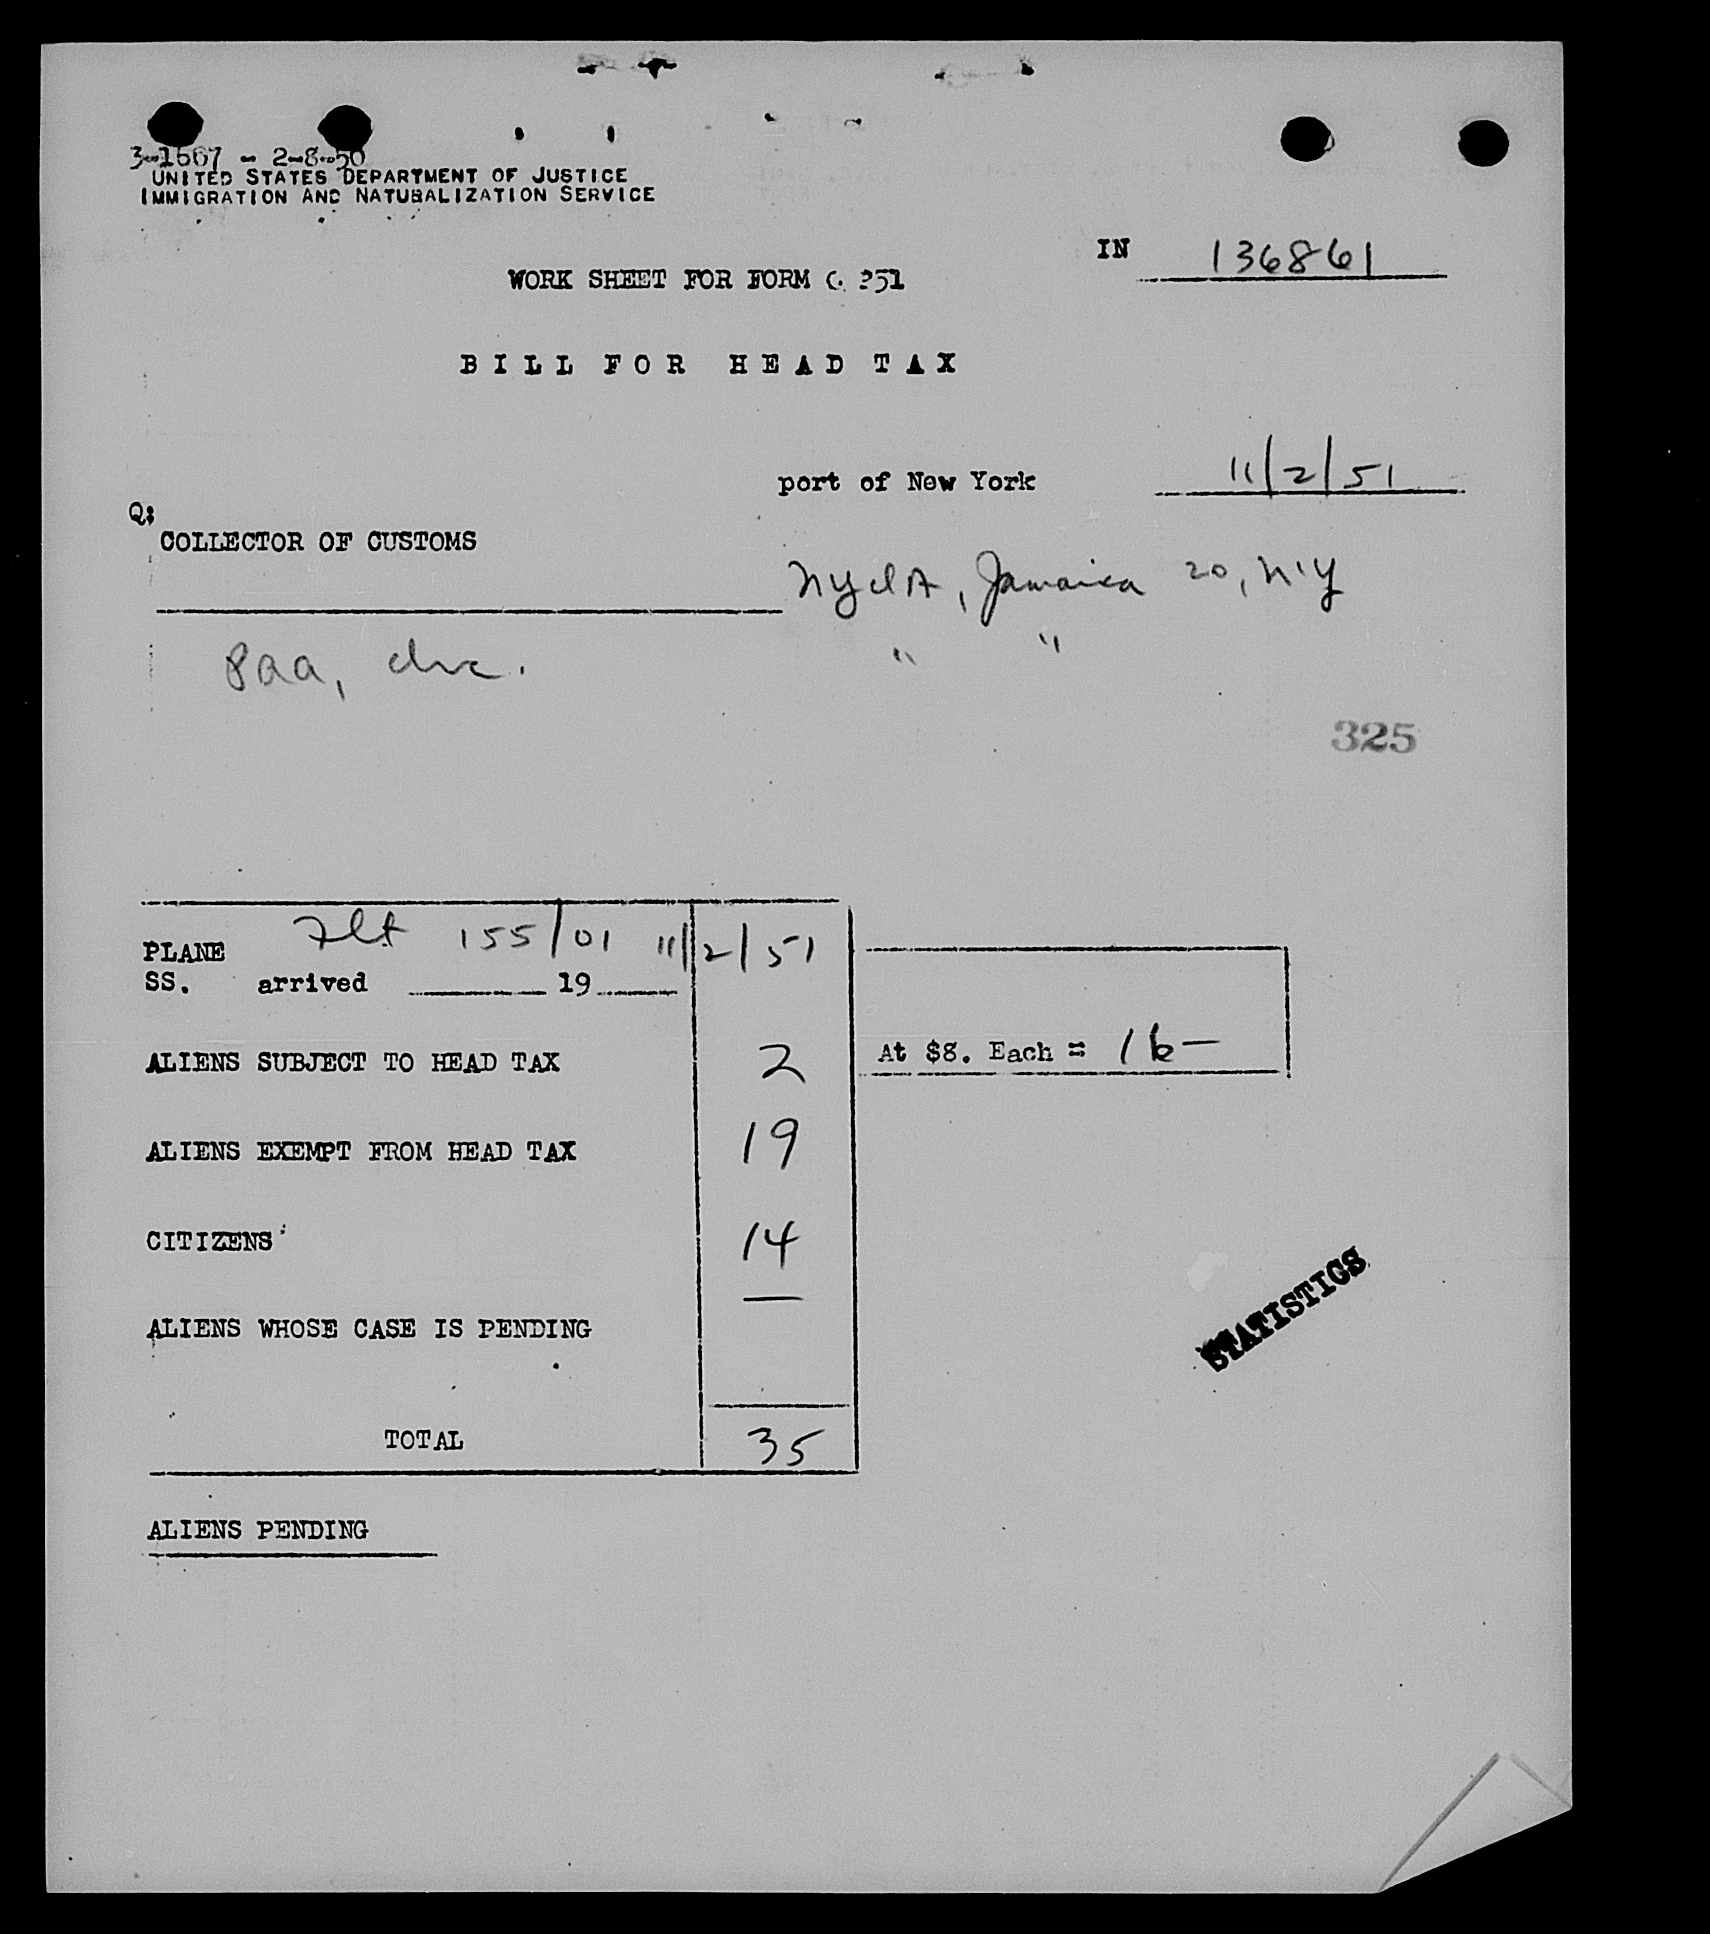 3-1567 - 2-8-50
UNITED STATES DEPARTMENT OF JUSTICE
IMMIGRATION AND NATURALIZATION SERVICE
IN 136861
WORK SHEET FOR FORM G 351
BILL FOR HEAD TAX
port of New York 11/2/51
Q:
COLLECTOR OF CUSTOMS
NYIA, Jamaica 20, N.Y
" "
Paa, Inc.
325
Flt 155/01 11/2/51
PLANE
SS. arrived 19
ALIENS SUBJECT TO HEAD TAX 2 At $8. Each = 16-
ALIENS EXEMPT FROM HEAD TAX 19
CITIZENS 14
ALIENS WHOSE CASE IS PENDING —
STATISTICS
TOTAL 35
ALIENS PENDING